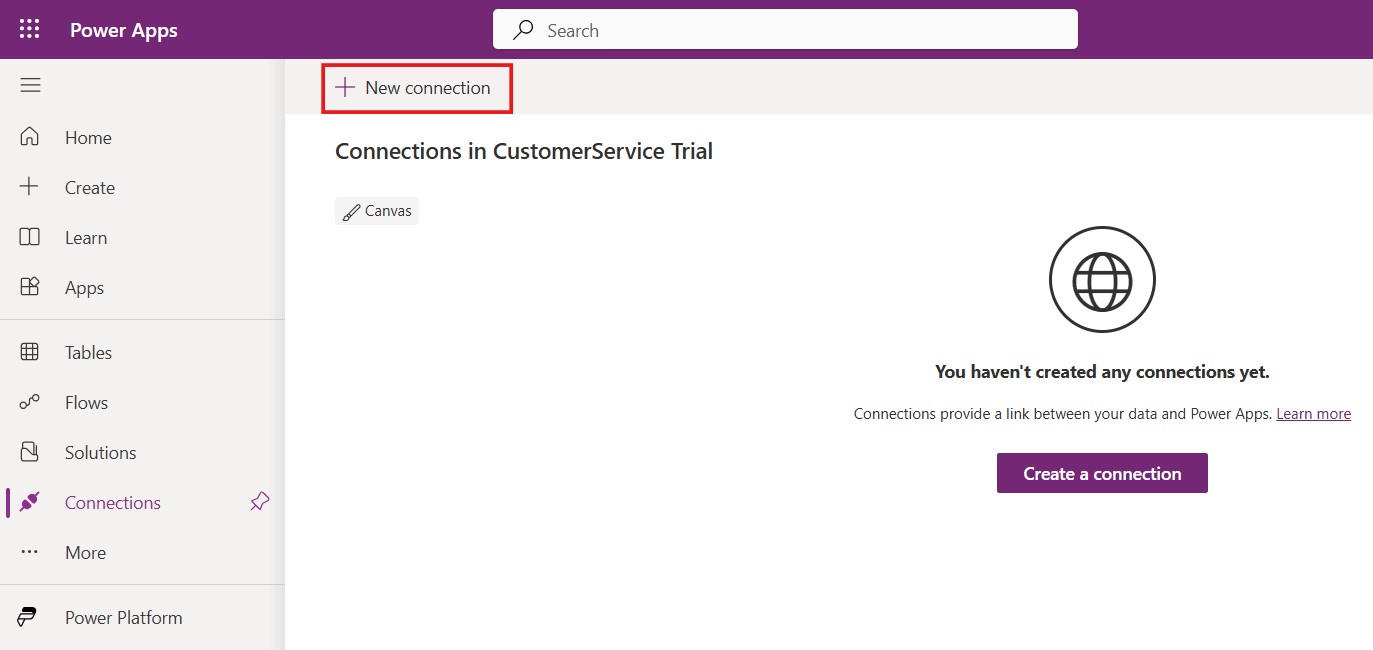 Power Apps
Search
New connection
Home
Create
Learn
Apps
Tables
Flows
Solutions
Connections
More
Power Platform
Connections in CustomerService Trial
Canvas
You haven't created any connections yet.
Connections provide a link between your data and Power Apps. Learn more
Create a connection